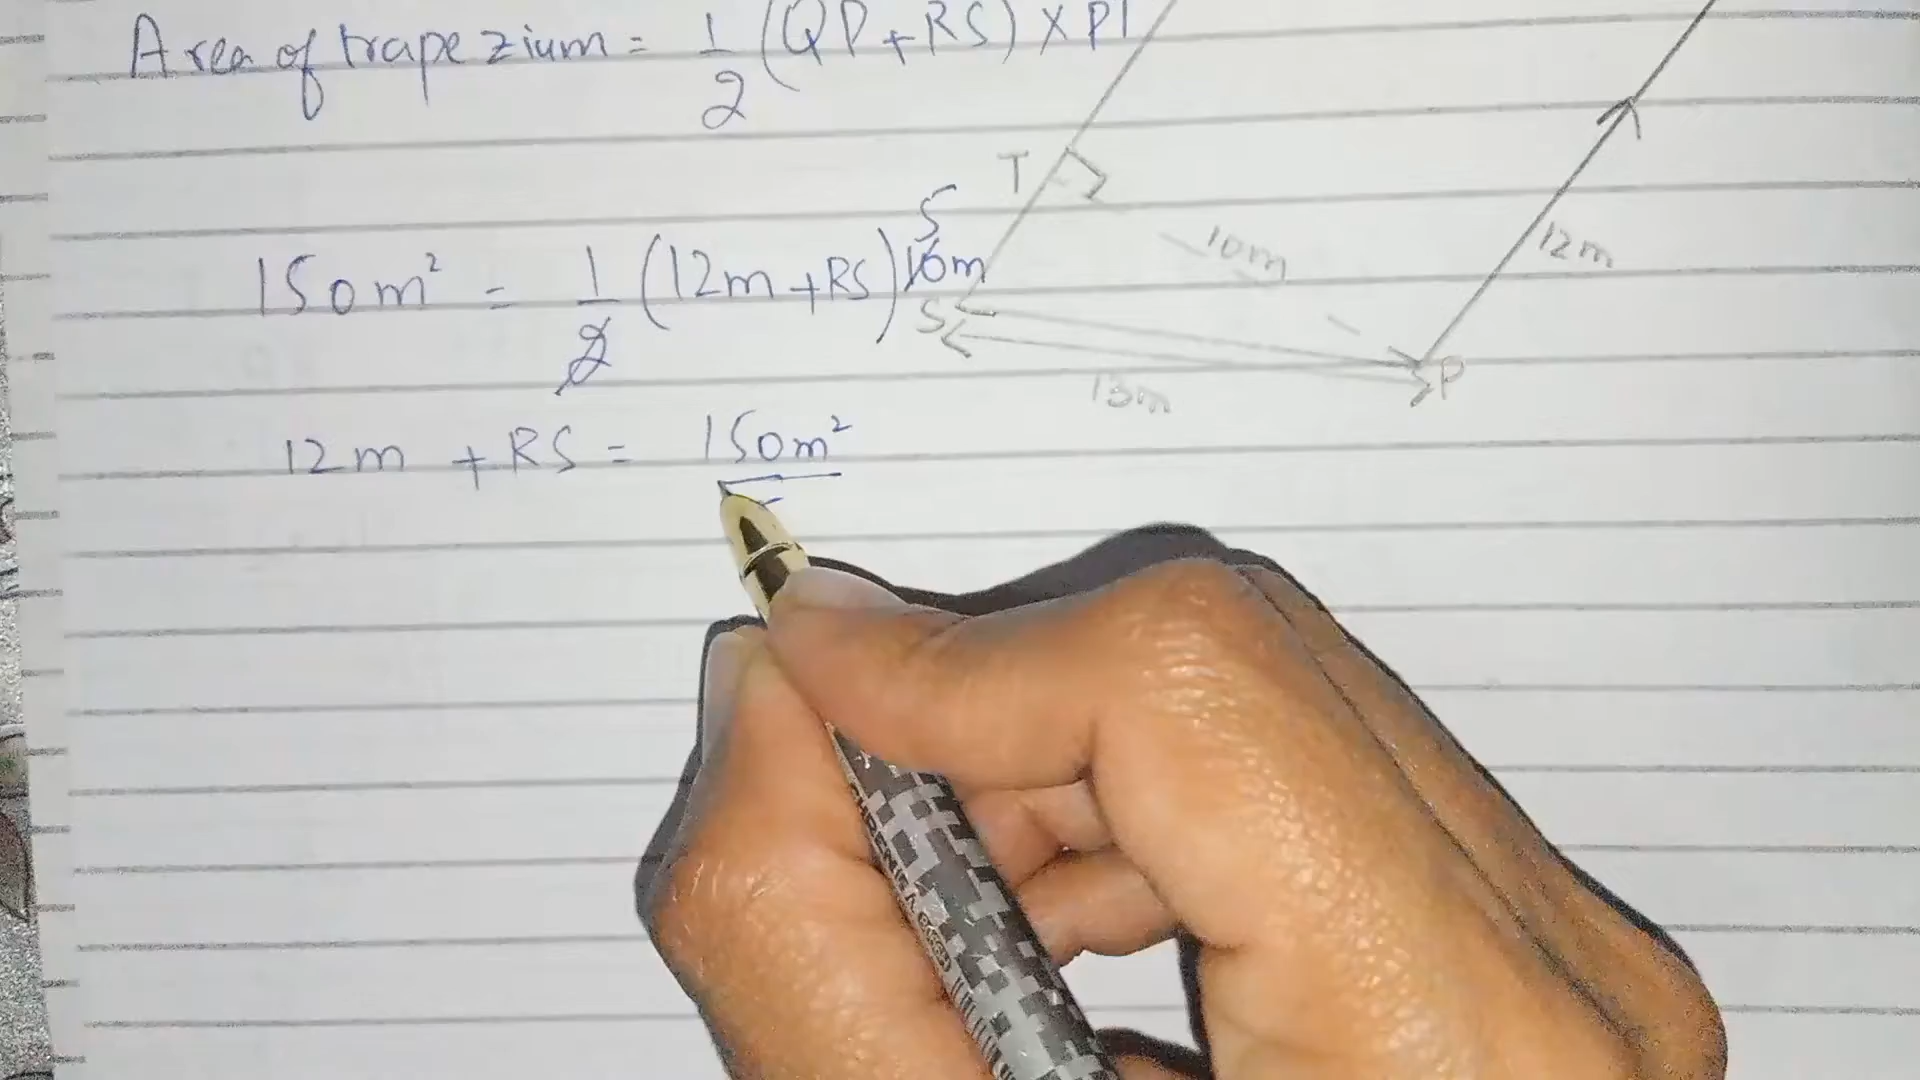 Area of trapezium = 1/2 (QP + RS) X PT
T
150m² = 1/2 (12m + RS) 10m
5
10m
12m
S
P
13m
12m + RS = 150m²